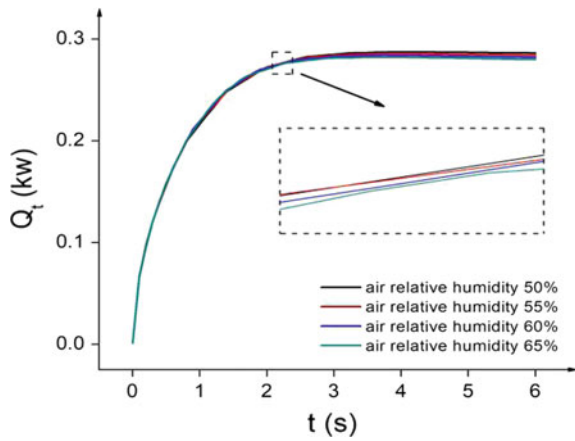 0.3
0.2
0.1
0.0
Qt (kw)
0 1 2 3 4 5 6
t (s)
air relative humidity 50%
air relative humidity 55%
air relative humidity 60%
air relative humidity 65%